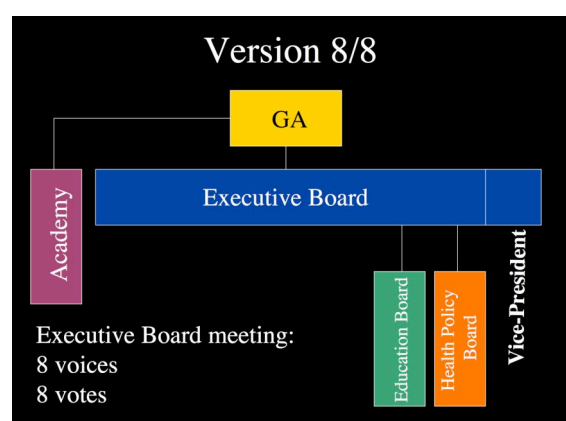 Version 8/8
GA
Executive Board
Academy
Education Board
Health Policy
Board
Vice-President
Executive Board meeting:
8 voices
8 votes